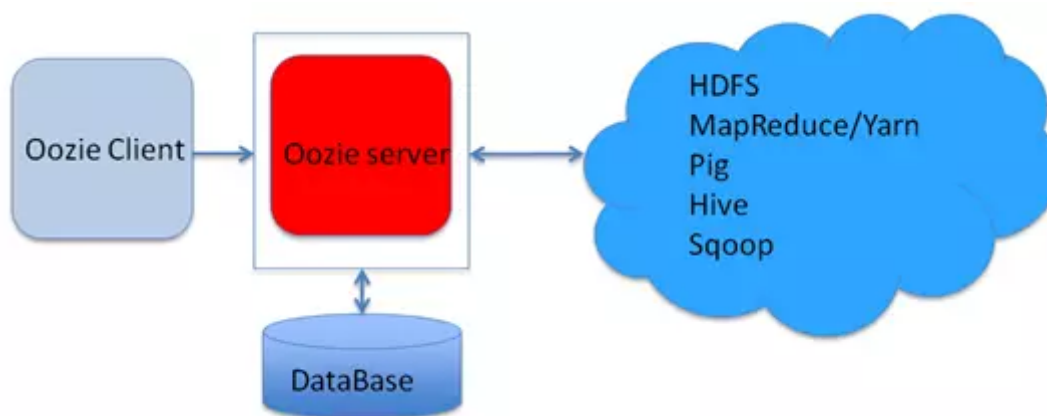 Oozie Client
Oozie server
HDFS
MapReduce/Yarn
Pig
Hive
Sqoop
DataBase